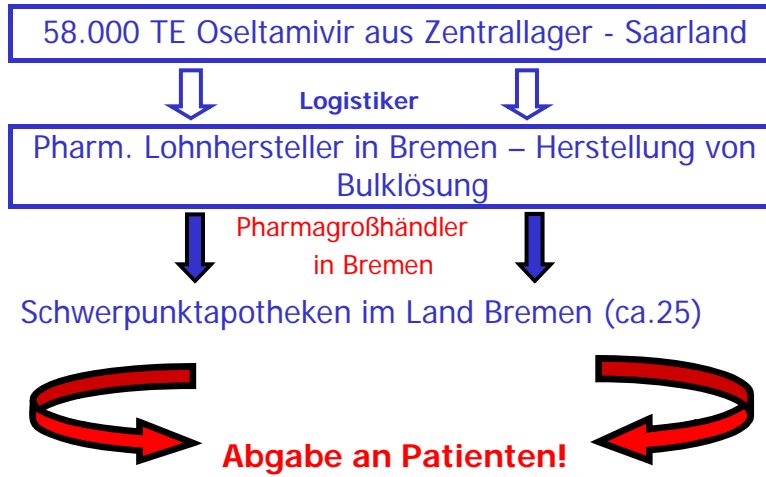 58.000 TE Oseltamivir aus Zentrallager - Saarland
Logistiker
Pharm. Lohnhersteller in Bremen – Herstellung von
Bulklösung
Pharmagroßhändler
in Bremen
Schwerpunktapotheken im Land Bremen (ca.25)
Abgabe an Patienten!